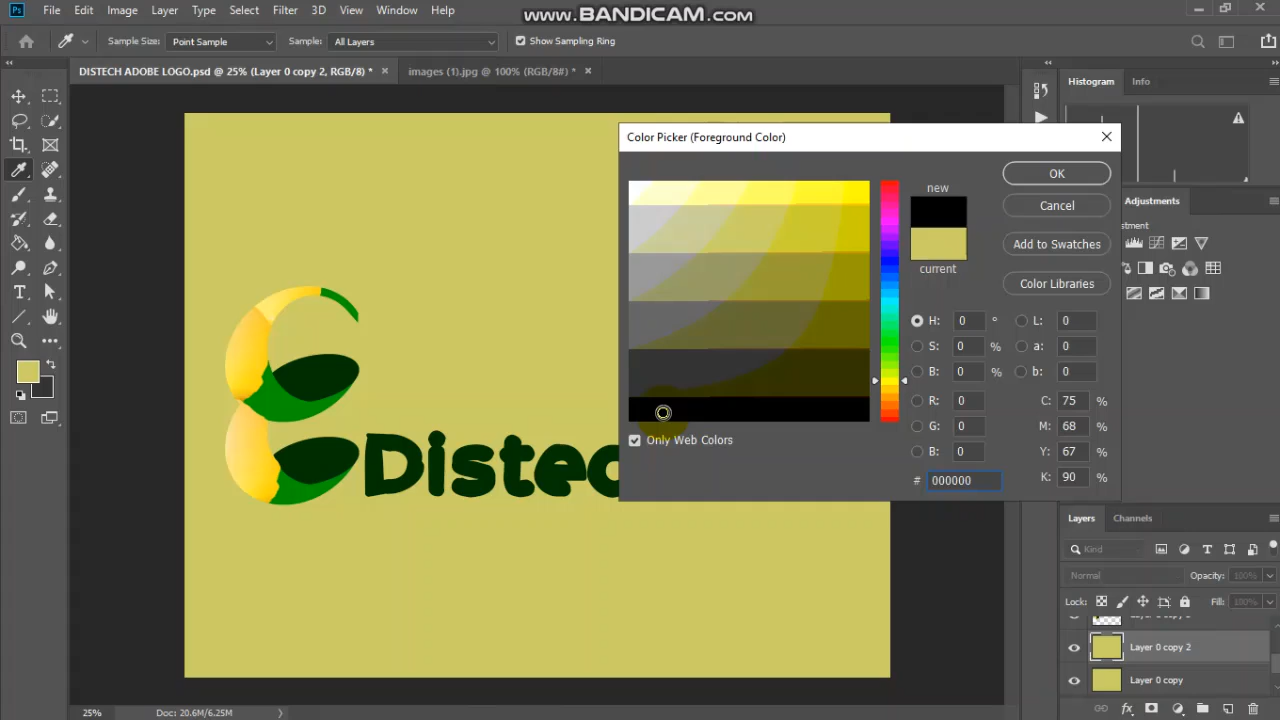 File Edit Image Layer Type Select Filter 3D View Window Help
www.BANDICAM.com
Sample Size: Point Sample Sample: All Layers Show Sampling Ring
DISTECH ADOBE LOGO.psd @ 25% (Layer 0 copy 2, RGB/8) * × images (1).jpg @ 100% (RGB/8#) * ×
Histogram Info
Color Picker (Foreground Color)
new
current
OK
Cancel
Add to Swatches
Color Libraries
Adjustments
H: 0 ° L: 0
S: 0 % a: 0
B: 0 % b: 0
R: 0 C: 75 %
G: 0 M: 68 %
B: 0 Y: 67 %
# 000000 K: 90 %
Only Web Colors
Distec
Layers Channels
Kind
Normal Opacity: 100%
Lock: Fill: 100%
Layer 0 copy 2
Layer 0 copy
25% Doc: 20.6M/6.25M